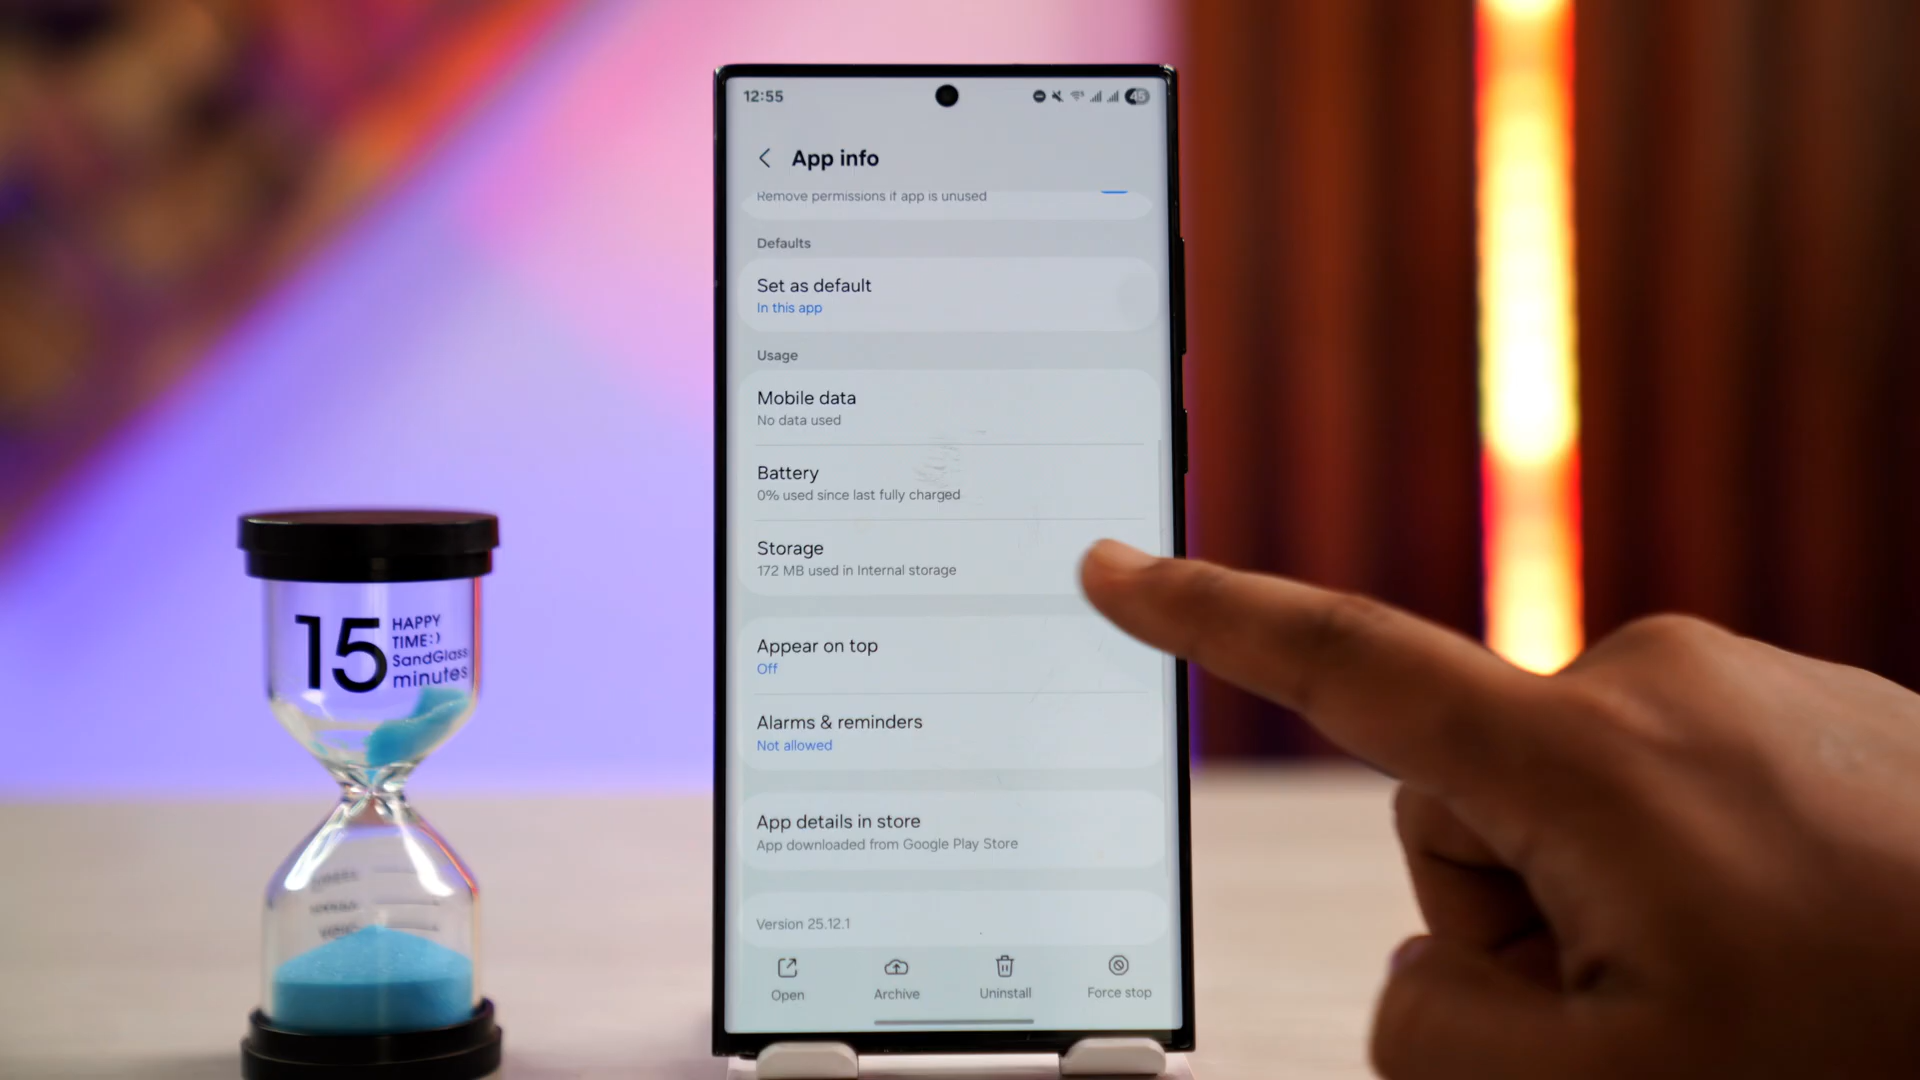 12:55
45
App info
Remove permissions if app is unused
Defaults
Set as default
In this app
Usage
Mobile data
No data used
Battery
0% used since last fully charged
Storage
172 MB used in Internal storage
Appear on top
Off
Alarms & reminders
Not allowed
App details in store
App downloaded from Google Play Store
Version 25.12.1
Open
Archive
Uninstall
Force stop
15
HAPPY
TIME:)
SandGlass
minutes